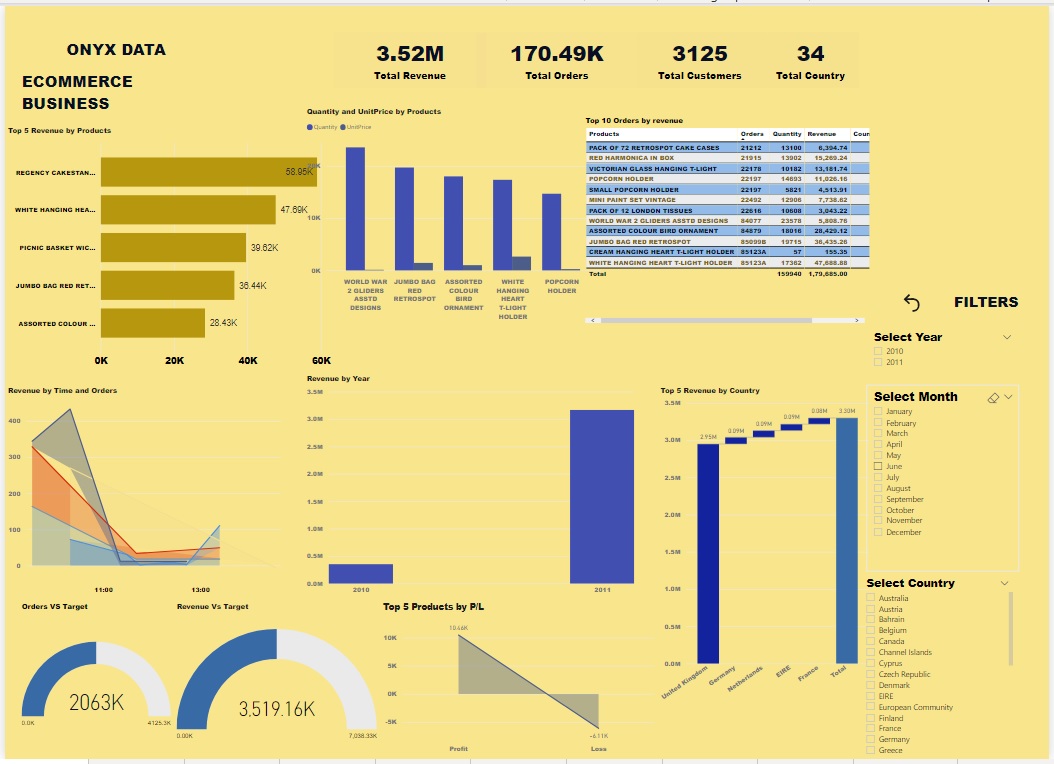 ONYX DATA
ECOMMERCE
BUSINESS
3.52M
Total Revenue
170.49K
Total Orders
3125
Total Customers
34
Total Country
Top 5 Revenue by Products
REGENCY CAKESTAN... 58.95K
WHITE HANGING HEA... 47.69K
PICNIC BASKET WIC... 39.62K
JUMBO BAG RED RET... 36.44K
ASSORTED COLOUR ... 28.43K
0K 20K 40K 60K
Quantity and UnitPrice by Products
Quantity UnitPrice
20K
10K
0K
WORLD WAR
2 GLIDERS
ASSTD
DESIGNS
JUMBO BAG
RED
RETROSPOT
ASSORTED
COLOUR
BIRD
ORNAMENT
WHITE
HANGING
HEART
T-LIGHT
HOLDER
POPCORN
HOLDER
Top 10 Orders by revenue
Products Orders Quantity Revenue Coun
PACK OF 72 RETROSPOT CAKE CASES 21212 13100 6,394.74
RED HARMONICA IN BOX 21915 13902 15,269.24
VICTORIAN GLASS HANGING T-LIGHT 22178 10182 13,181.74
POPCORN HOLDER 22197 14693 11,026.16
SMALL POPCORN HOLDER 22197 5821 4,513.91
MINI PAINT SET VINTAGE 22492 12906 7,738.62
PACK OF 12 LONDON TISSUES 22616 10608 3,043.22
WORLD WAR 2 GLIDERS ASSTD DESIGNS 84077 23578 5,808.76
ASSORTED COLOUR BIRD ORNAMENT 84879 18016 28,429.12
JUMBO BAG RED RETROSPOT 85099B 19715 36,435.26
CREAM HANGING HEART T-LIGHT HOLDER 85123A 57 155.35
WHITE HANGING HEART T-LIGHT HOLDER 85123A 17362 47,688.88
Total 159940 1,79,685.00
FILTERS
Select Year
2010
2011
Select Month
January
February
March
April
May
June
July
August
September
October
November
December
Select Country
Australia
Austria
Bahrain
Belgium
Canada
Channel Islands
Cyprus
Czech Republic
Denmark
EIRE
European Community
Finland
France
Germany
Greece
Revenue by Time and Orders
400
300
200
100
0
11:00 13:00
Revenue by Year
3.5M
3.0M
2.5M
2.0M
1.5M
1.0M
0.5M
0.0M
2010 2011
Top 5 Revenue by Country
3.5M
3.0M
2.5M
2.0M
1.5M
1.0M
0.5M
0.0M
2.95M 0.09M 0.09M 0.09M 0.08M 3.30M
United Kingdom Germany Netherlands EIRE France Total
Orders VS Target
2063K
0.0K 4125.3K
Revenue Vs Target
3,519.16K
0.00K 7,038.33K
Top 5 Products by P/L
10K
5K
0K
-5K
10.46K
-6.11K
Profit Loss